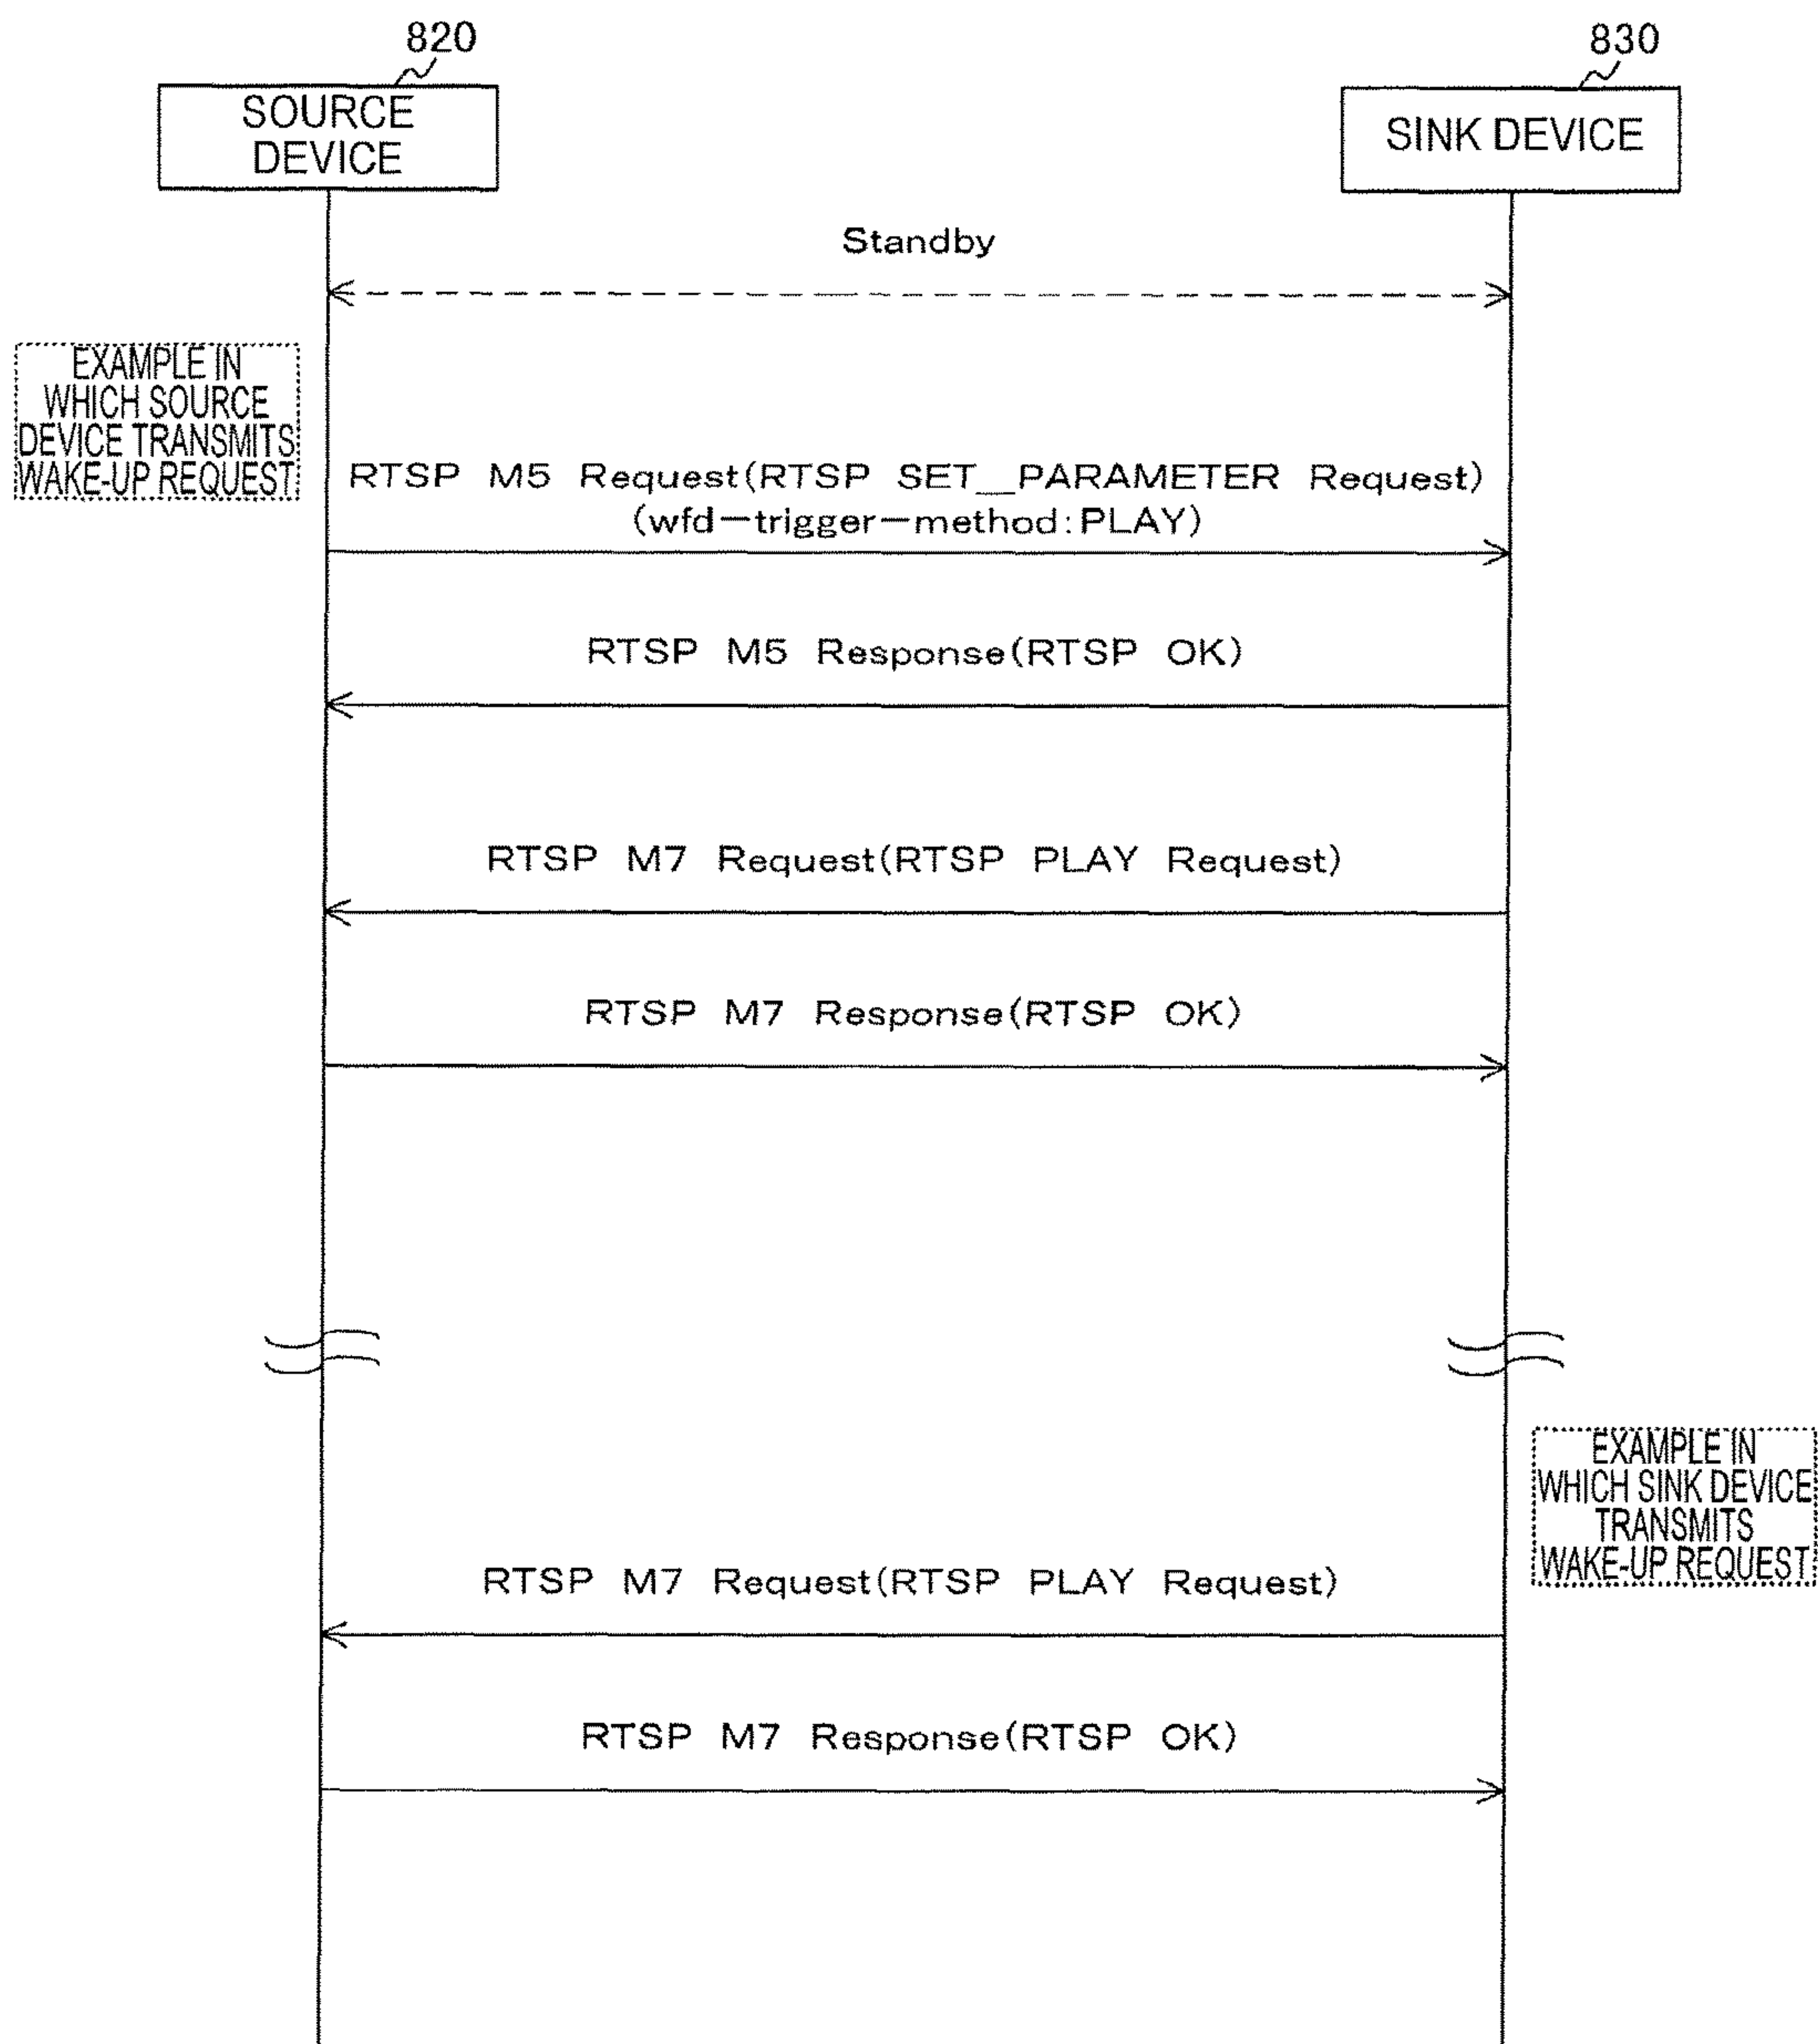 820
830
SOURCE
DEVICE
SINK DEVICE
Standby
EXAMPLE IN
WHICH SOURCE
DEVICE TRANSMITS
WAKE-UP REQUEST
RTSP M5 Request(RTSP SET__PARAMETER Request)
(wfd-trigger-method:PLAY)
RTSP M5 Response(RTSP OK)
RTSP M7 Request(RTSP PLAY Request)
RTSP M7 Response(RTSP OK)
EXAMPLE IN
WHICH SINK DEVICE
TRANSMITS
WAKE-UP REQUEST
RTSP M7 Request(RTSP PLAY Request)
RTSP M7 Response(RTSP OK)